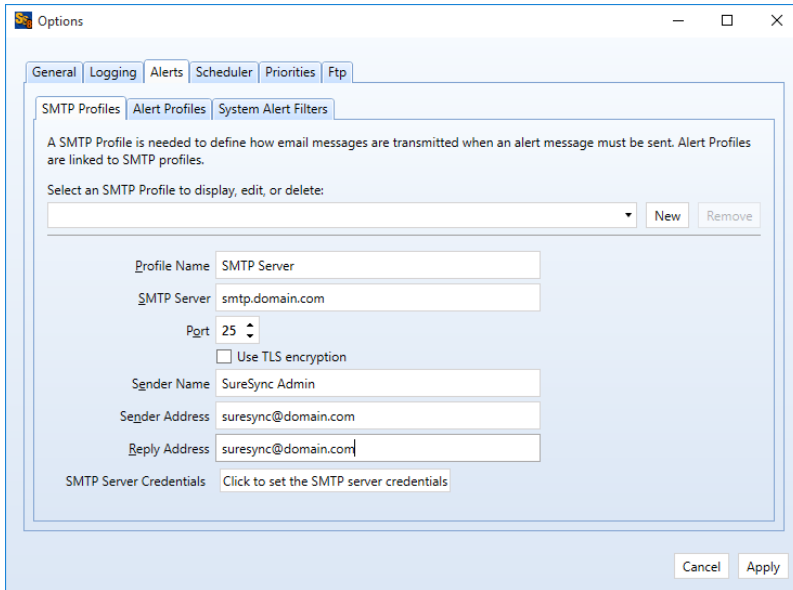 Options
General Logging Alerts Scheduler Priorities Ftp
SMTP Profiles Alert Profiles System Alert Filters
A SMTP Profile is needed to define how email messages are transmitted when an alert message must be sent. Alert Profiles
are linked to SMTP profiles.
Select an SMTP Profile to display, edit, or delete:
New Remove
Profile Name SMTP Server
SMTP Server smtp.domain.com
Port 25
Use TLS encryption
Sender Name SureSync Admin
Sender Address suresync@domain.com
Reply Address suresync@domain.com
SMTP Server Credentials Click to set the SMTP server credentials
Cancel Apply